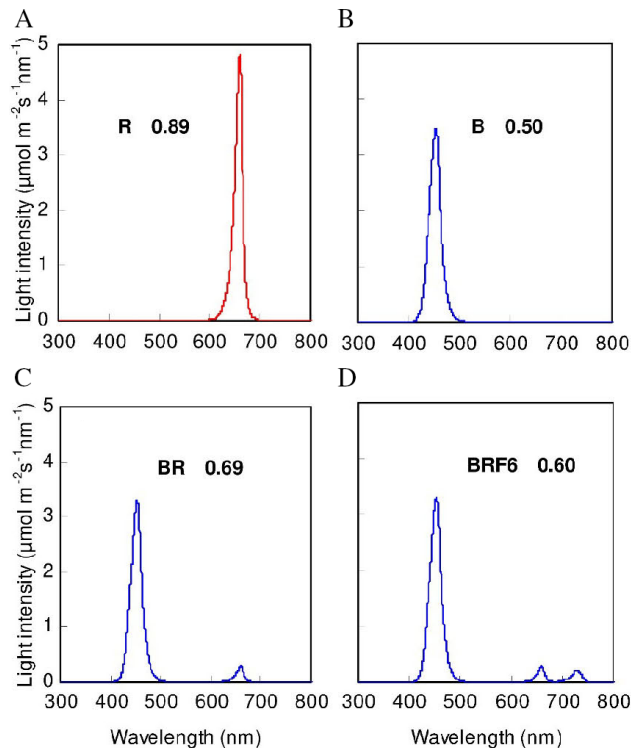 A
B
Light intensity (μmol m⁻²s⁻¹nm⁻¹)
5
4
3
2
1
0
R 0.89
B 0.50
300 400 500 600 700 800
300 400 500 600 700 800
C
D
Light intensity (μmol m⁻²s⁻¹nm⁻¹)
5
4
3
2
1
0
BR 0.69
BRF6 0.60
300 400 500 600 700 800
300 400 500 600 700 800
Wavelength (nm)
Wavelength (nm)